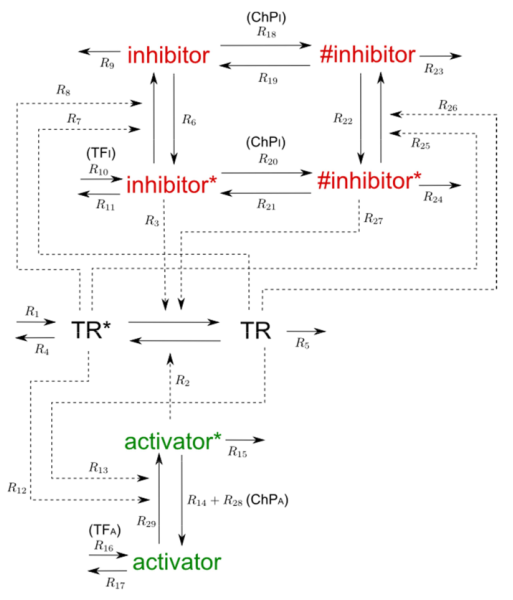 (ChPI)
R18
inhibitor #inhibitor
R9 R19 R23
R8 R26
R7 R6 R22
R25
(TFI) (ChPI)
R10 R20
inhibitor* #inhibitor*
R11 R21 R24
R3 R27
R1
TR* TR
R4 R5
R2
activator*
R15
R13
R12 R14 + R28 (ChPA)
R29
(TFA)
R16
activator
R17